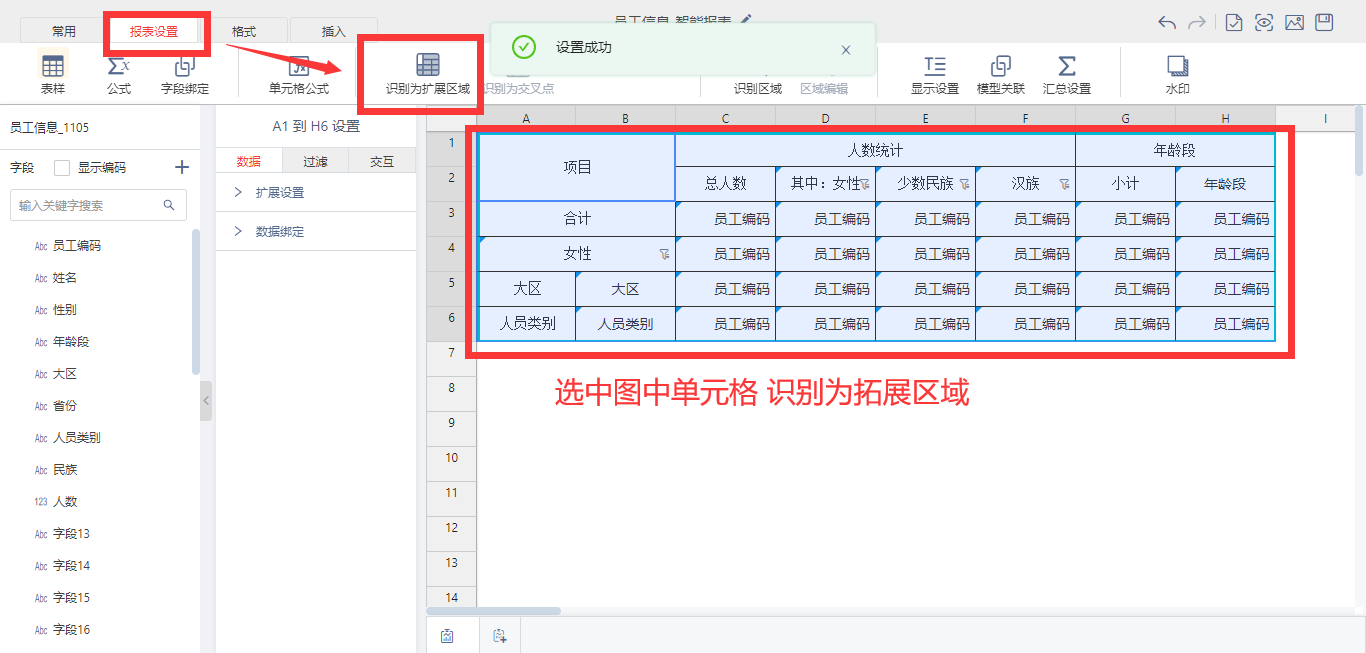 员工信息_智能报表
常用 报表设置 格式 插入
设置成功
表样 公式 字段绑定 单元格公式 识别为扩展区域 识别为交叉点 识别区域 区域编辑 显示设置 模型关联 汇总设置 水印
员工信息_1105
字段 显示编码
输入关键字搜索
Abc 员工编码
Abc 姓名
Abc 性别
Abc 年龄段
Abc 大区
Abc 省份
Abc 人员类别
Abc 民族
123 人数
Abc 字段13
Abc 字段14
Abc 字段15
Abc 字段16
A1 到 H6 设置
数据 过滤 交互
扩展设置
数据绑定
A B C D E F G H I
1 项目 人数统计 年龄段
2 总人数 其中：女性 少数民族 汉族 小计 年龄段
3 合计 员工编码 员工编码 员工编码 员工编码 员工编码 员工编码
4 女性 员工编码 员工编码 员工编码 员工编码 员工编码 员工编码
5 大区 大区 员工编码 员工编码 员工编码 员工编码 员工编码 员工编码
6 人员类别 人员类别 员工编码 员工编码 员工编码 员工编码 员工编码 员工编码
7
8
选中图中单元格 识别为拓展区域
9
10
11
12
13
14